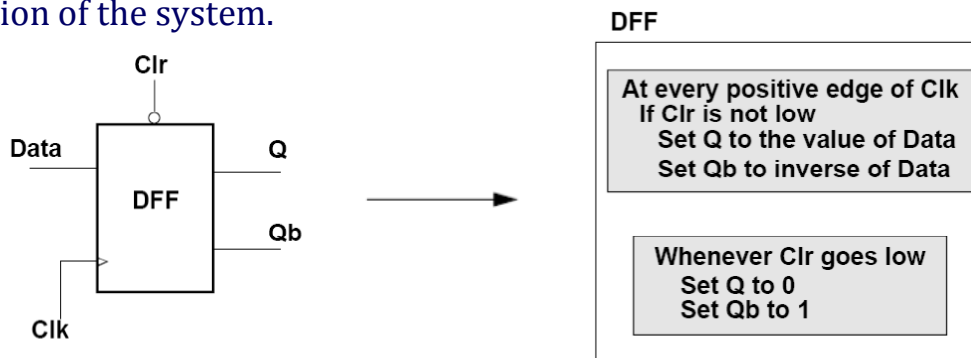 ion of the system.
DFF
Clr
Data
Q
DFF
Qb
Clk
At every positive edge of Clk
If Clr is not low
Set Q to the value of Data
Set Qb to inverse of Data
Whenever Clr goes low
Set Q to 0
Set Qb to 1